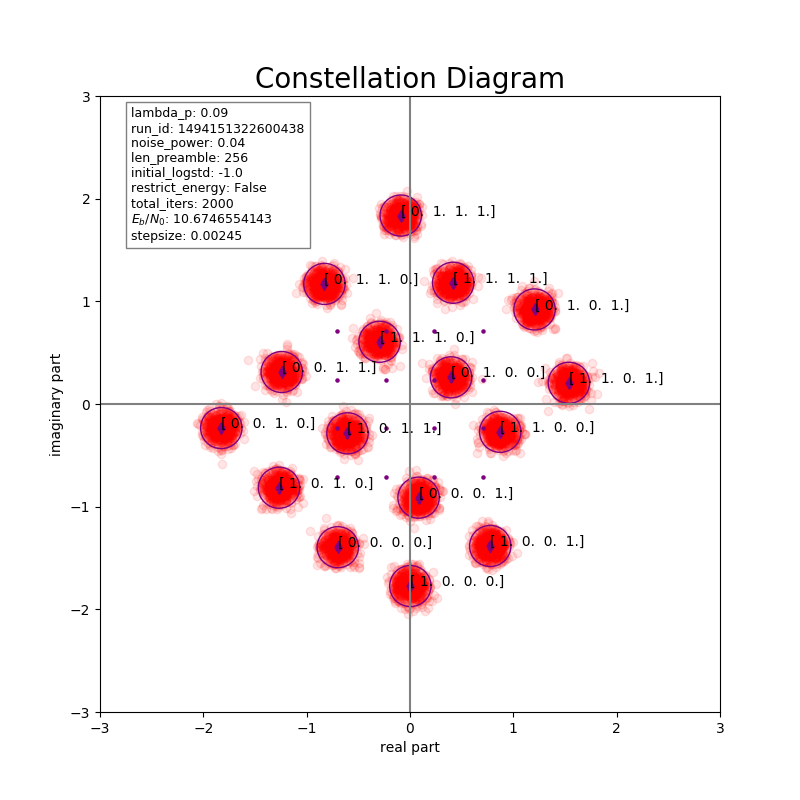 Constellation Diagram
lambda_p: 0.09
run_id: 1494151322600438
noise_power: 0.04
len_preamble: 256
initial_logstd: -1.0
restrict_energy: False
total_iters: 2000
E_b/N_0: 10.6746554143
stepsize: 0.00245
3
2
1
0
−1
−2
−3
imaginary part
[ 0. 1. 1. 1.]
[ 0. 1. 1. 0.]
[ 1. 1. 1. 1.]
[ 0. 1. 0. 1.]
[ 1. 1. 1. 0.]
[ 0. 0. 1. 1.]
[ 0. 1. 0. 0.]
[ 1. 1. 0. 1.]
[ 0. 0. 1. 0.]
[ 1. 0. 1. 1.]
[ 1. 1. 0. 0.]
[ 1. 0. 1. 0.]
[ 0. 0. 0. 1.]
[ 0. 0. 0. 0.]
[ 1. 0. 0. 1.]
[ 1. 0. 0. 0.]
−3 −2 −1 0 1 2 3
real part